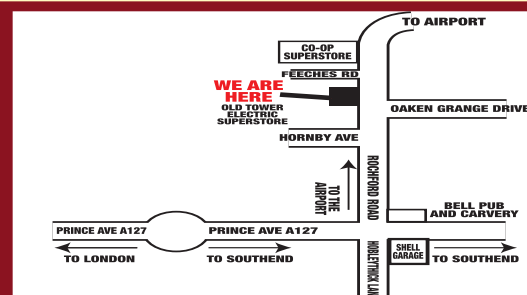 TO AIRPORT
CO-OP
SUPERSTORE
FEECHES RD
WE ARE
HERE
OLD TOWER
ELECTRIC
SUPERSTORE
OAKEN GRANGE DRIVE
HORNBY AVE
ROCHFORD ROAD
TO THE
AIRPORT
BELL PUB
AND CARVERY
PRINCE AVE A127
PRINCE AVE A127
TO LONDON
TO SOUTHEND
SHELL
GARAGE
TO SOUTHEND
HOBLEYTHICK LAN